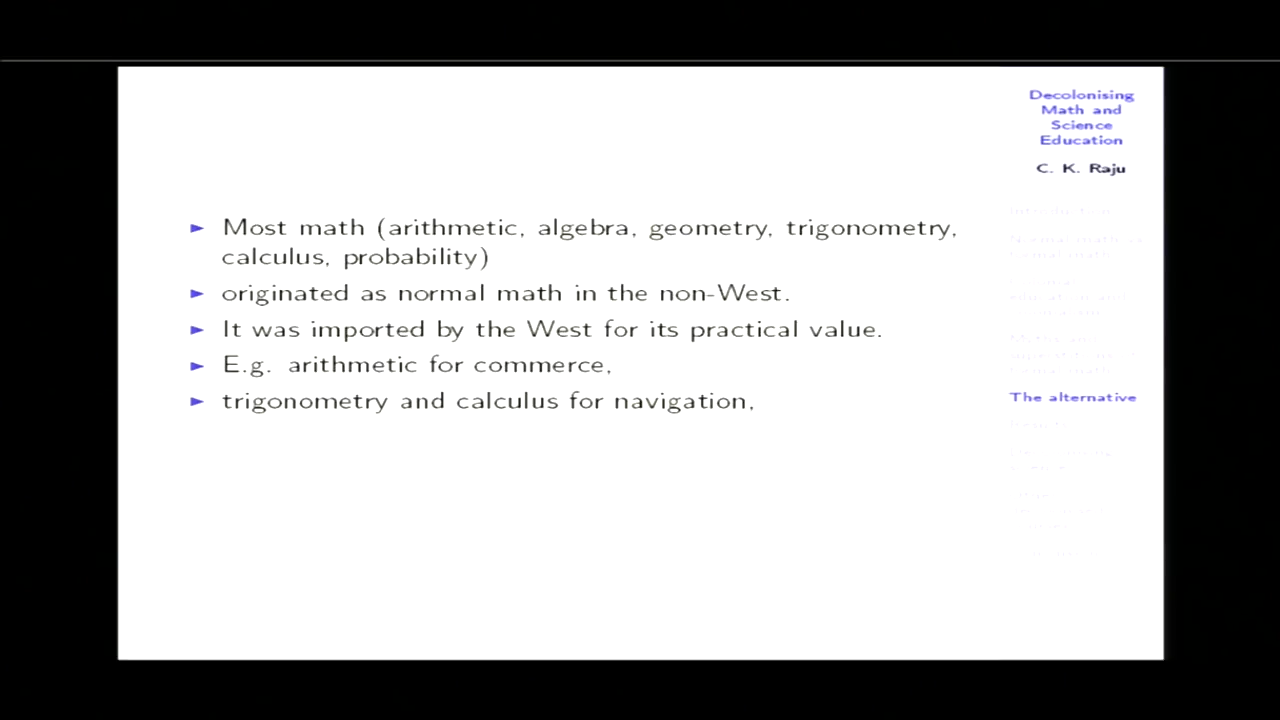 Decolonising
Math and
Science
Education
C. K. Raju
► Most math (arithmetic, algebra, geometry, trigonometry,
calculus, probability)
► originated as normal math in the non-West.
► It was imported by the West for its practical value.
► E.g. arithmetic for commerce,
► trigonometry and calculus for navigation,
The alternative